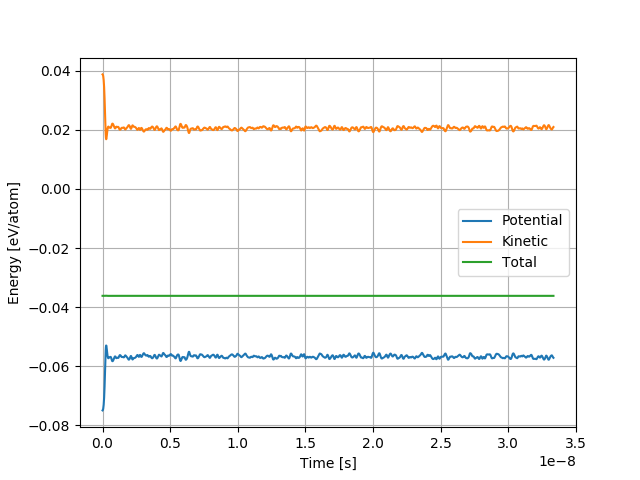 0.04
0.02
0.00
−0.02
−0.04
−0.06
−0.08
Energy [eV/atom]
Potential
Kinetic
Total
0.0 0.5 1.0 1.5 2.0 2.5 3.0 3.5
1e−8
Time [s]